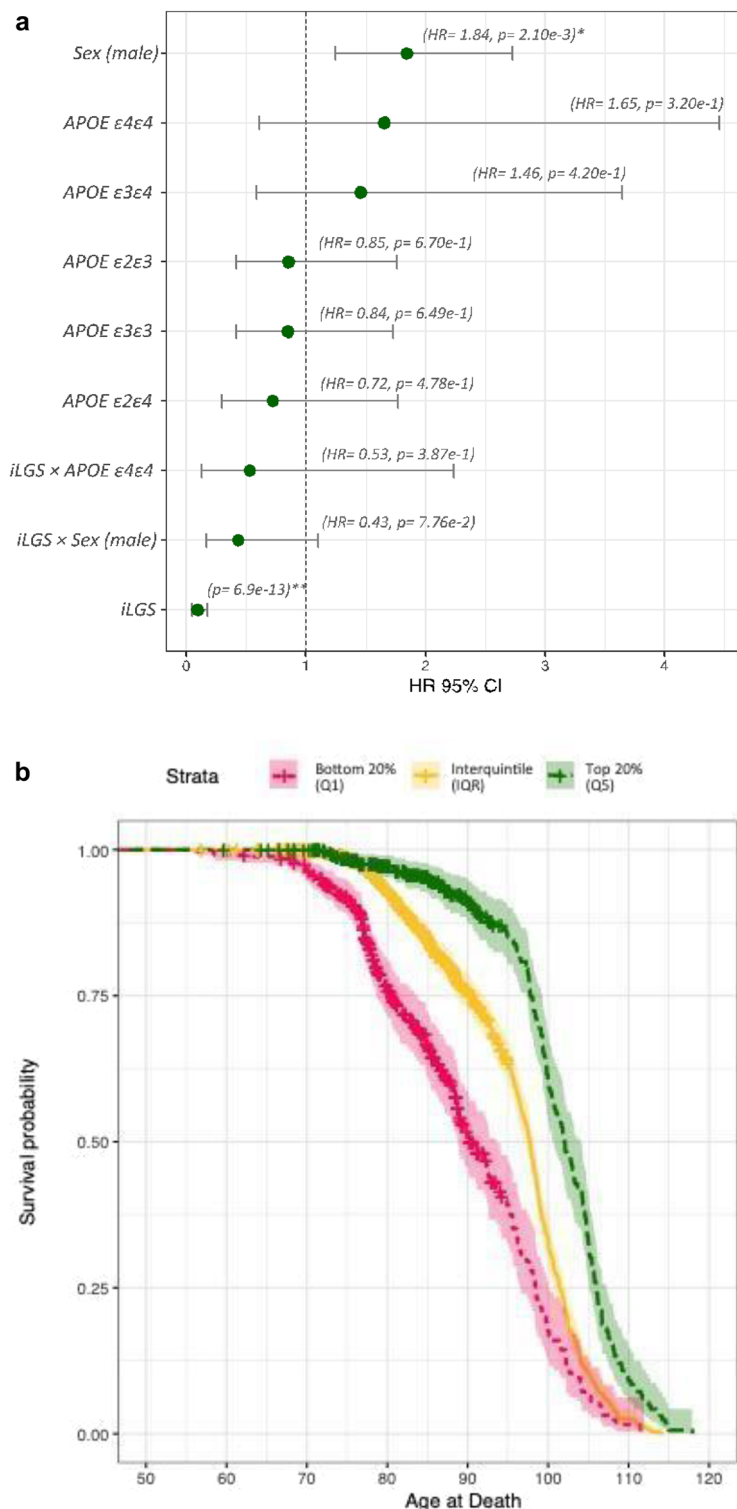 a
Sex (male)
(HR= 1.84, p= 2.10e-3)*
APOE ε4ε4
(HR= 1.65, p= 3.20e-1)
APOE ε3ε4
(HR= 1.46, p= 4.20e-1)
APOE ε2ε3
(HR= 0.85, p= 6.70e-1)
APOE ε3ε3
(HR= 0.84, p= 6.49e-1)
APOE ε2ε4
(HR= 0.72, p= 4.78e-1)
iLGS × APOE ε4ε4
(HR= 0.53, p= 3.87e-1)
iLGS × Sex (male)
(HR= 0.43, p= 7.76e-2)
iLGS
(p= 6.9e-13)**
0 1 2 3 4
HR 95% CI
b
Strata
Bottom 20%
(Q1)
Interquintile
(IQR)
Top 20%
(Q5)
Survival probability
1.00
0.75
0.50
0.25
0.00
50 60 70 80 90 100 110 120
Age at Death